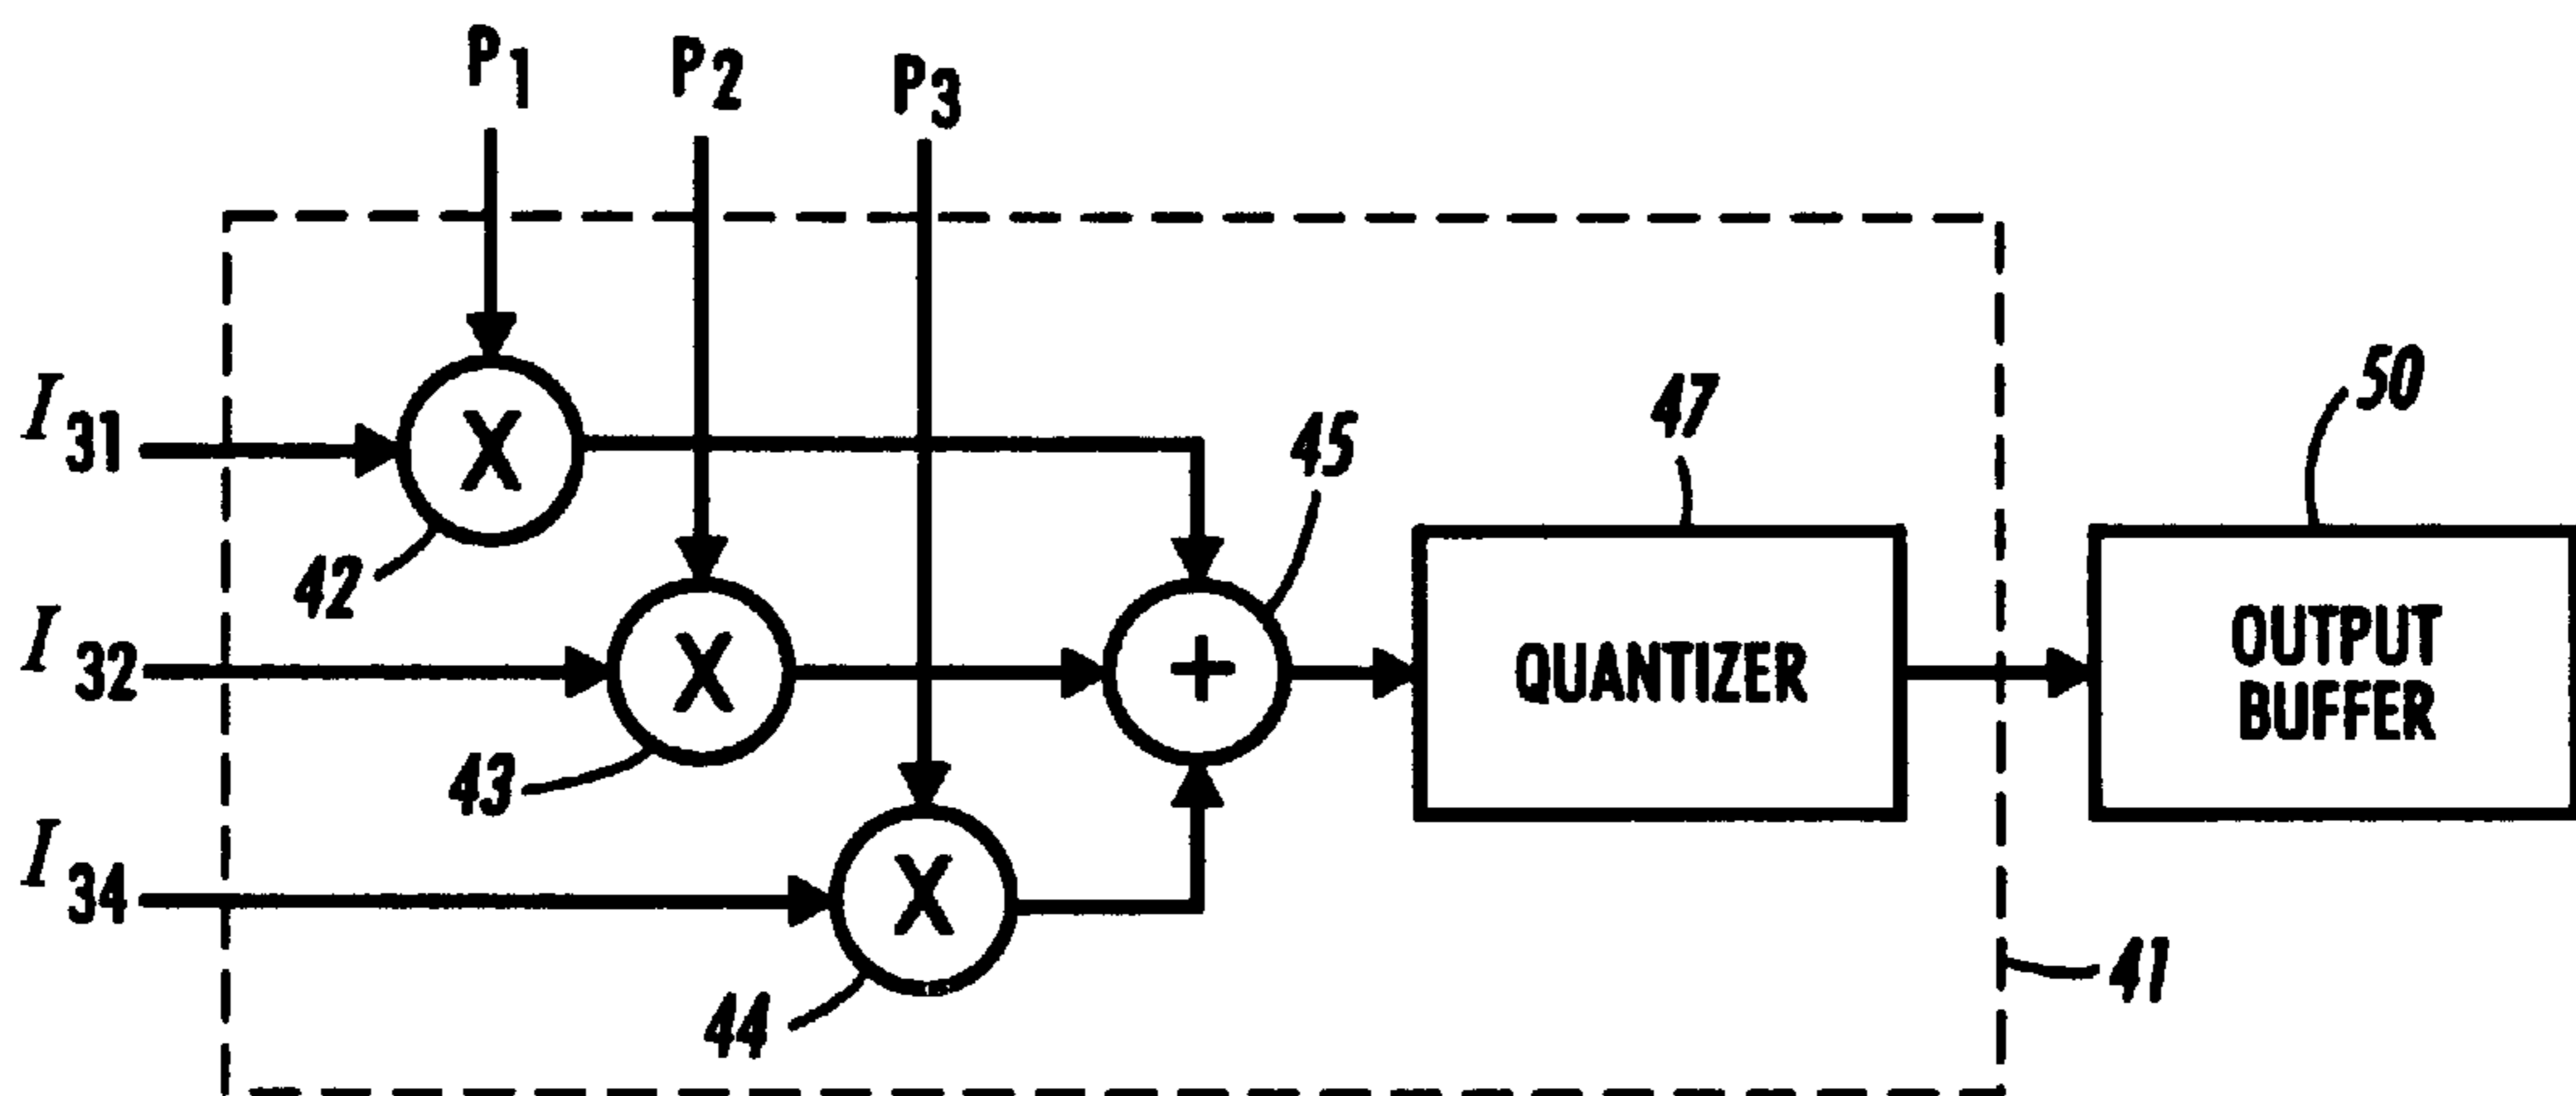 P1
P2
P3
I31
42
I32
43
I34
44
X
X
X
+
45
47
QUANTIZER
50
OUTPUT
BUFFER
41